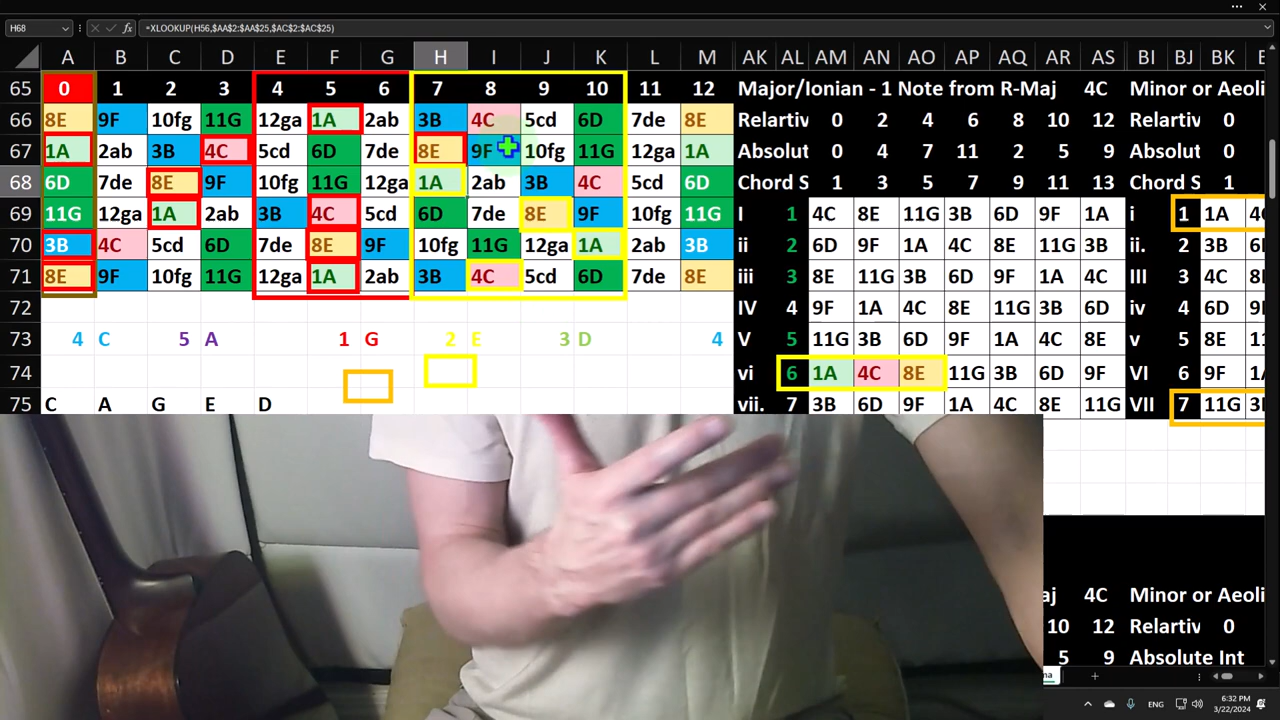 H68 =XLOOKUP(H56,$AA$2:$AA$25,$AC$2:$AC$25)
A B C D E F G H I J K L M AK AL AM AN AO AP AQ AR AS BI BJ BK
65 0 1 2 3 4 5 6 7 8 9 10 11 12 Major/Ionian - 1 Note from R-Maj 4C Minor or Aeoli
66 8E 9F 10fg 11G 12ga 1A 2ab 3B 4C 5cd 6D 7de 8E Relartiv 0 2 4 6 8 10 12 Relartiv 0
67 1A 2ab 3B 4C 5cd 6D 7de 8E 9F 10fg 11G 12ga 1A Absolut 0 4 7 11 2 5 9 Absolut 0
68 6D 7de 8E 9F 10fg 11G 12ga 1A 2ab 3B 4C 5cd 6D Chord S 1 3 5 7 9 11 13 Chord S 1
69 11G 12ga 1A 2ab 3B 4C 5cd 6D 7de 8E 9F 10fg 11G I 1 4C 8E 11G 3B 6D 9F 1A i 1 1A
70 3B 4C 5cd 6D 7de 8E 9F 10fg 11G 12ga 1A 2ab 3B ii 2 6D 9F 1A 4C 8E 11G 3B ii. 2 3B
71 8E 9F 10fg 11G 12ga 1A 2ab 3B 4C 5cd 6D 7de 8E iii 3 8E 11G 3B 6D 9F 1A 4C III 3 4C
72 IV 4 9F 1A 4C 8E 11G 3B 6D iv 4 6D
73 4 C 5 A 1 G 2 E 3 D 4 V 5 11G 3B 6D 9F 1A 4C 8E v 5 8E
74 vi 6 1A 4C 8E 11G 3B 6D 9F VI 6 9F
75 C A G E D vii. 7 3B 6D 9F 1A 4C 8E 11G VII 7 11G
aj 4C Minor or Aeoli
10 12 Relartiv 0
5 9 Absolute Int
ENG 6:32 PM
3/22/2024